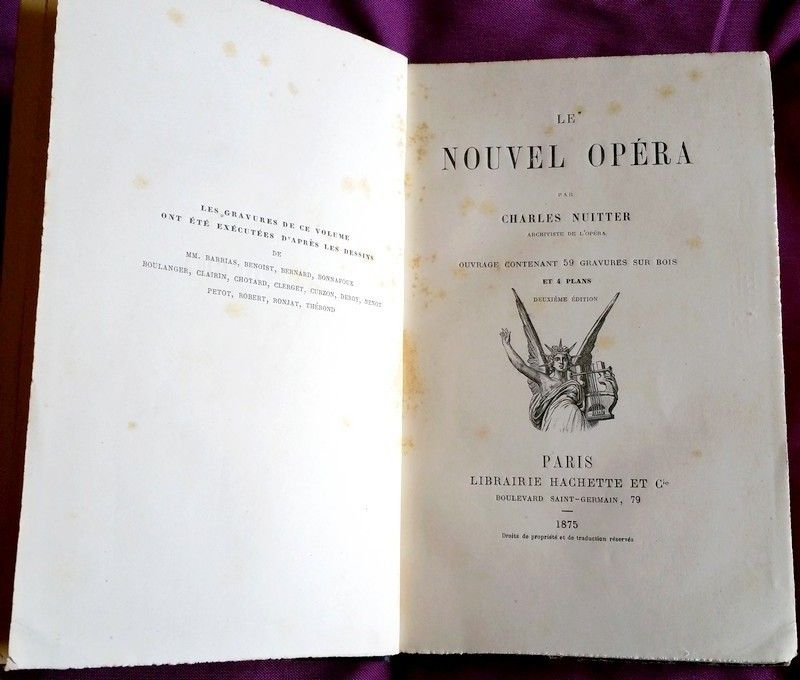 LES GRAVURES DE CE VOLUME
ONT ÉTÉ EXÉCUTÉES D'APRÈS LES DESSINS
DE
MM. BARRIAS, BENOIST, BERNARD, BONNAFOUX
BOULANGER, CLAIRIN, CHOTARD, CLERGET, CURZON, DEROY, NENOT
PETOT, ROBERT, RONJAT, THÉROND
LE
NOUVEL OPÉRA
PAR
CHARLES NUITTER
ARCHIVISTE DE L'OPÉRA
OUVRAGE CONTENANT 59 GRAVURES SUR BOIS
ET 4 PLANS
DEUXIÈME ÉDITION
PARIS
LIBRAIRIE HACHETTE ET Cie
BOULEVARD SAINT-GERMAIN, 79
1875
Droits de propriété et de traduction réservés